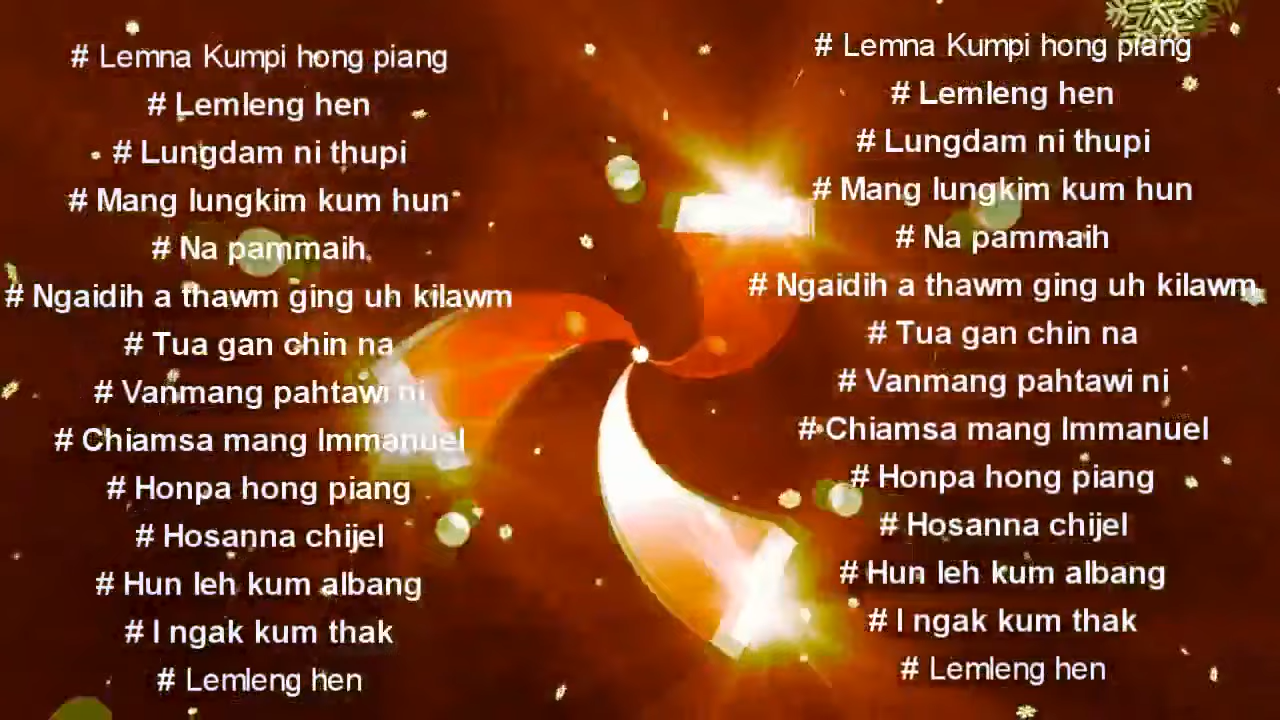 # Lemna Kumpi hong piang
# Lemleng hen
# Lungdam ni thupi
# Mang lungkim kum hun
# Na pammaih
# Ngaidih a thawm ging uh kilawm
# Tua gan chin na
# Vanmang pahtawi ni
# Chiamsa mang Immanuel
# Honpa hong piang
# Hosanna chijel
# Hun leh kum albang
# I ngak kum thak
# Lemleng hen
# Lemna Kumpi hong piang
# Lemleng hen
# Lungdam ni thupi
# Mang lungkim kum hun
# Na pammaih
# Ngaidih a thawm ging uh kilawm
# Tua gan chin na
# Vanmang pahtawi ni
# Chiamsa mang Immanuel
# Honpa hong piang
# Hosanna chijel
# Hun leh kum albang
# I ngak kum thak
# Lemleng hen